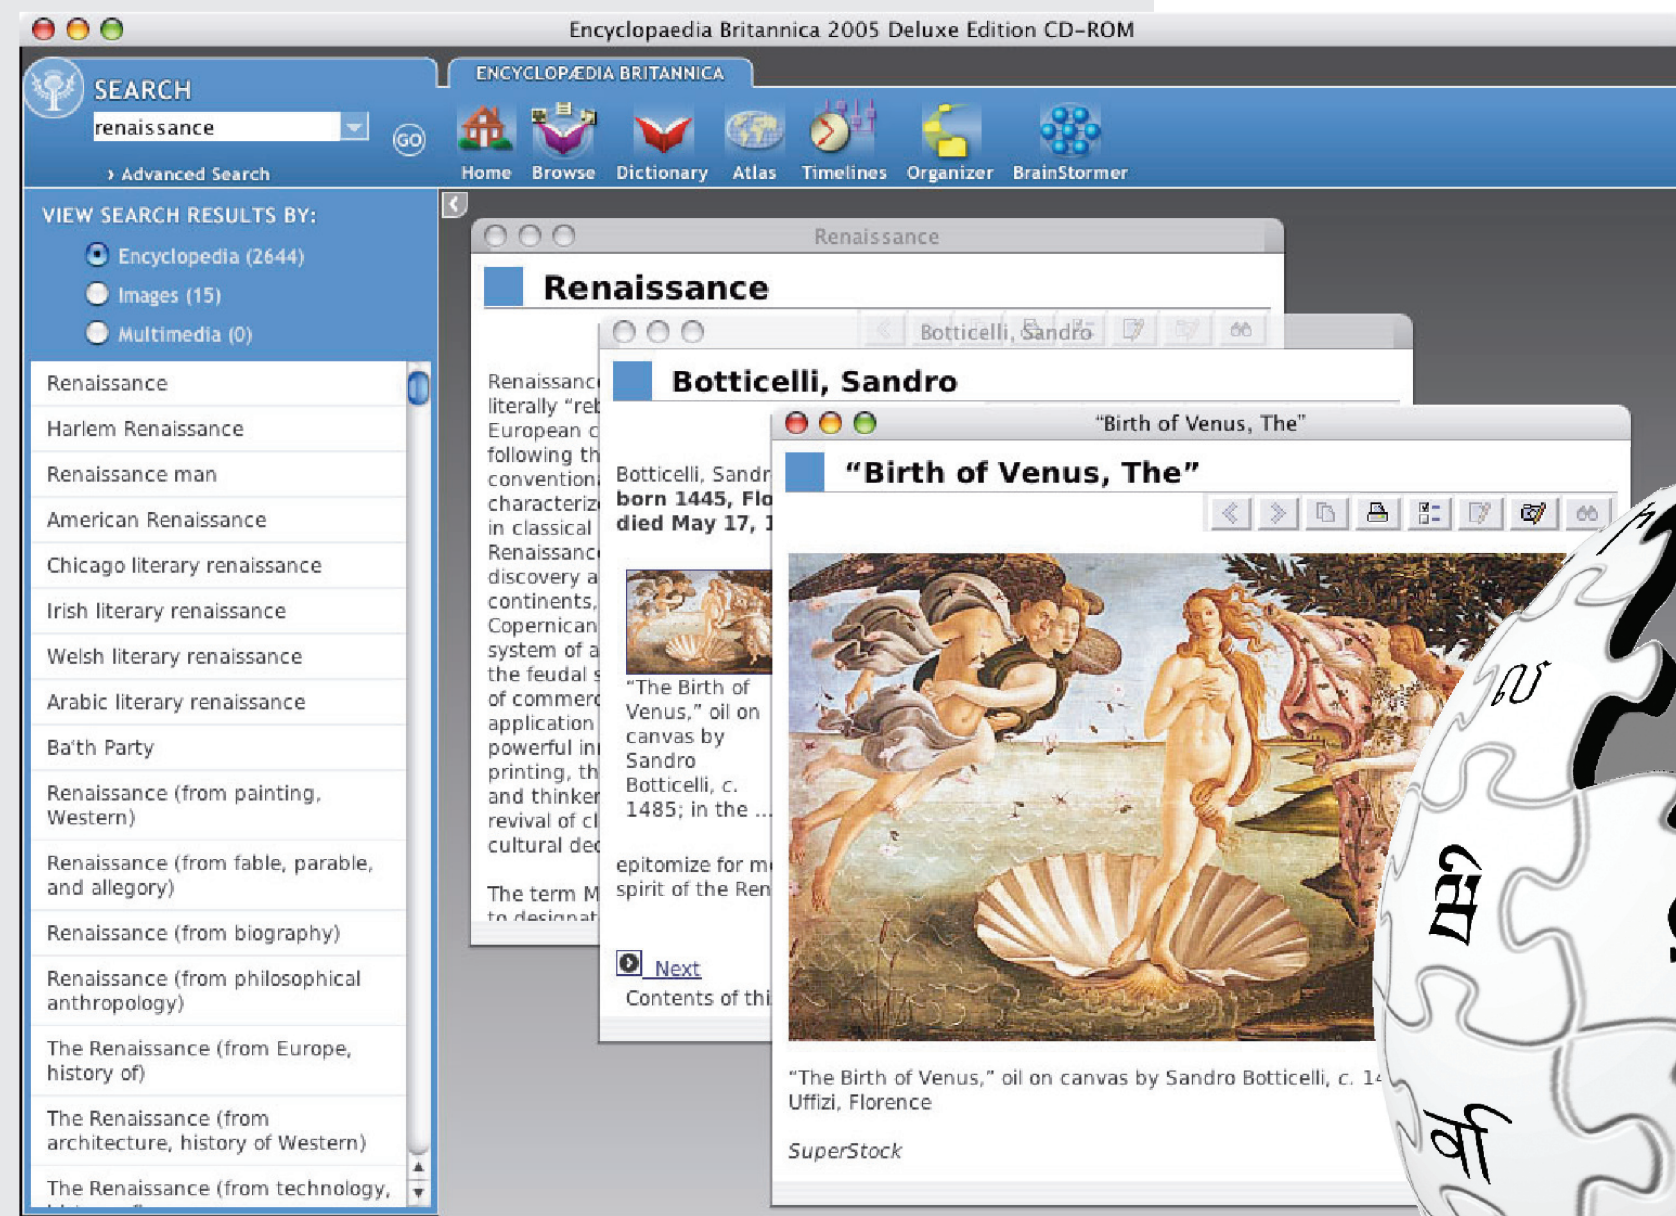 Encyclopaedia Britannica 2005 Deluxe Edition CD-ROM
SEARCH
renaissance
GO
› Advanced Search
ENCYCLOPÆDIA BRITANNICA
Home Browse Dictionary Atlas Timelines Organizer BrainStormer
VIEW SEARCH RESULTS BY:
Encyclopedia (2644)
Images (15)
Multimedia (0)
Renaissance
Harlem Renaissance
Renaissance man
American Renaissance
Chicago literary renaissance
Irish literary renaissance
Welsh literary renaissance
Arabic literary renaissance
Ba'th Party
Renaissance (from painting,
Western)
Renaissance (from fable, parable,
and allegory)
Renaissance (from biography)
Renaissance (from philosophical
anthropology)
The Renaissance (from Europe,
history of)
The Renaissance (from
architecture, history of Western)
The Renaissance (from technology,
Renaissance
Renaissance
Renaissanc
literally “reb
European c
following th
convention
characteriz
in classical
Renaissanc
discovery a
continents,
Copernican
system of a
the feudal s
of commerc
application
powerful in
printing, th
and thinker
revival of cl
cultural dec
The term M
to designat
Botticelli, Sandro
Botticelli, Sandro
Botticelli, Sandr
born 1445, Flo
died May 17, 1
“The Birth of
Venus,” oil on
canvas by
Sandro
Botticelli, c.
1485; in the ...
epitomize for m
spirit of the Ren
Next
Contents of thi
“Birth of Venus, The”
“Birth of Venus, The”
“The Birth of Venus,” oil on canvas by Sandro Botticelli, c. 14
Uffizi, Florence
SuperStock